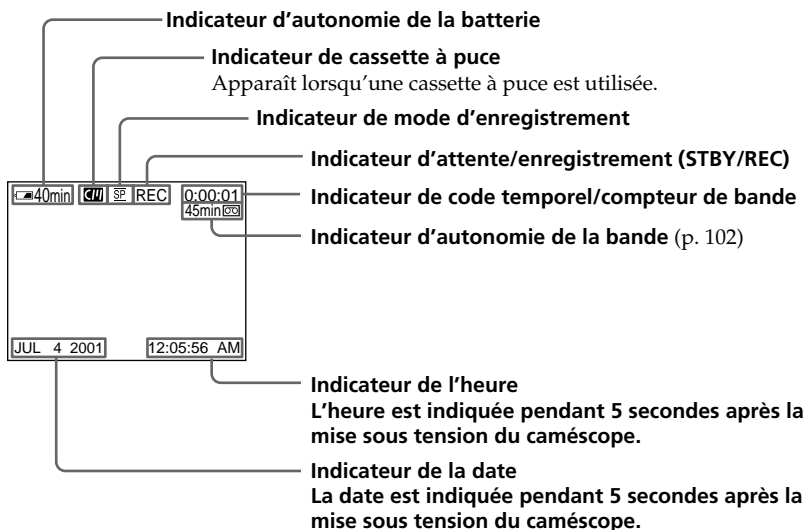 Indicateur d’autonomie de la batterie
Indicateur de cassette à puce
Apparaît lorsqu’une cassette à puce est utilisée.
Indicateur de mode d’enregistrement
Indicateur d’attente/enregistrement (STBY/REC)
40min SP REC 0:00:01
Indicateur de code temporel/compteur de bande
45min
Indicateur d’autonomie de la bande (p. 102)
JUL 4 2001 12:05:56 AM
Indicateur de l’heure
L’heure est indiquée pendant 5 secondes après la
mise sous tension du caméscope.
Indicateur de la date
La date est indiquée pendant 5 secondes après la
mise sous tension du caméscope.